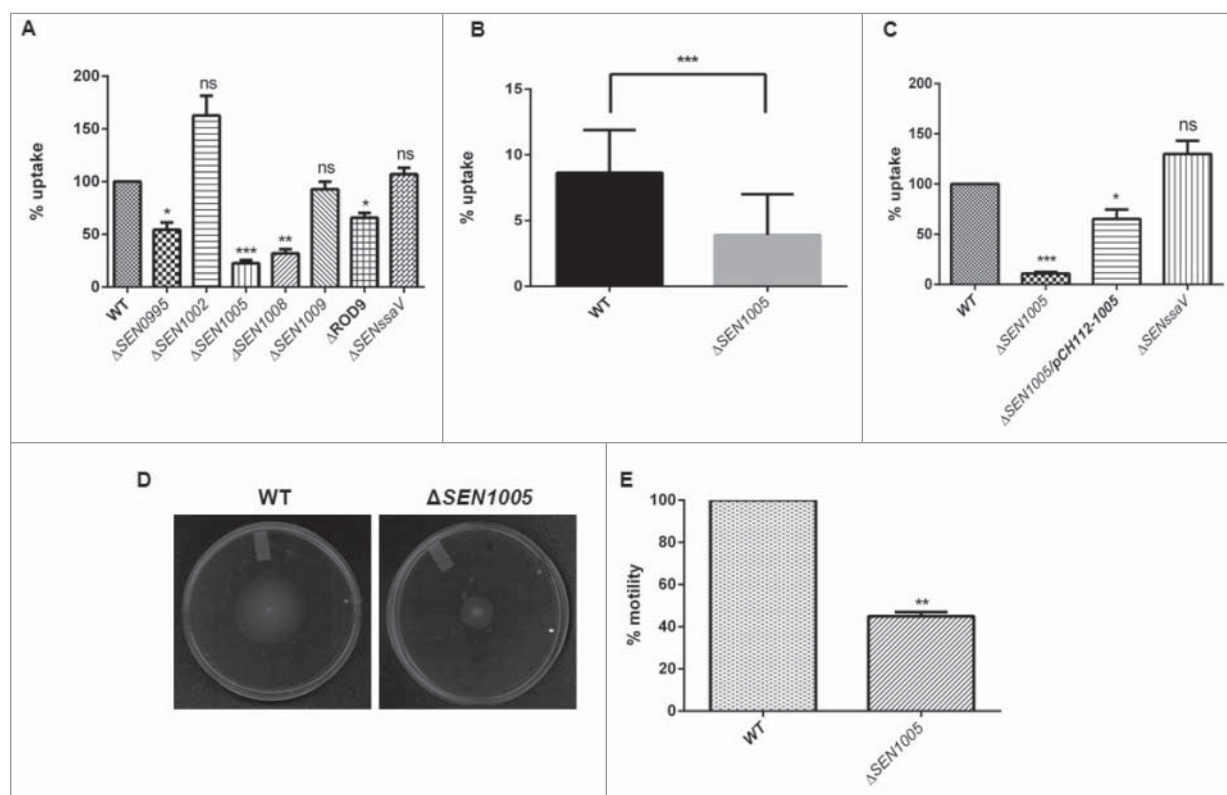 A
% uptake
200
150
100
50
0
ns
*
***
**
ns
*
ns
WT
ΔSEN0995
ΔSEN1002
ΔSEN1005
ΔSEN1008
ΔSEN1009
ΔROD9
ΔSENssaV
B
% uptake
15
10
5
0
***
WT
ΔSEN1005
C
% uptake
200
150
100
50
0
***
*
ns
WT
ΔSEN1005
ΔSEN1005/pCH112-1005
ΔSENssaV
D
WT
ΔSEN1005
E
% motility
100
80
60
40
20
0
**
WT
ΔSEN1005